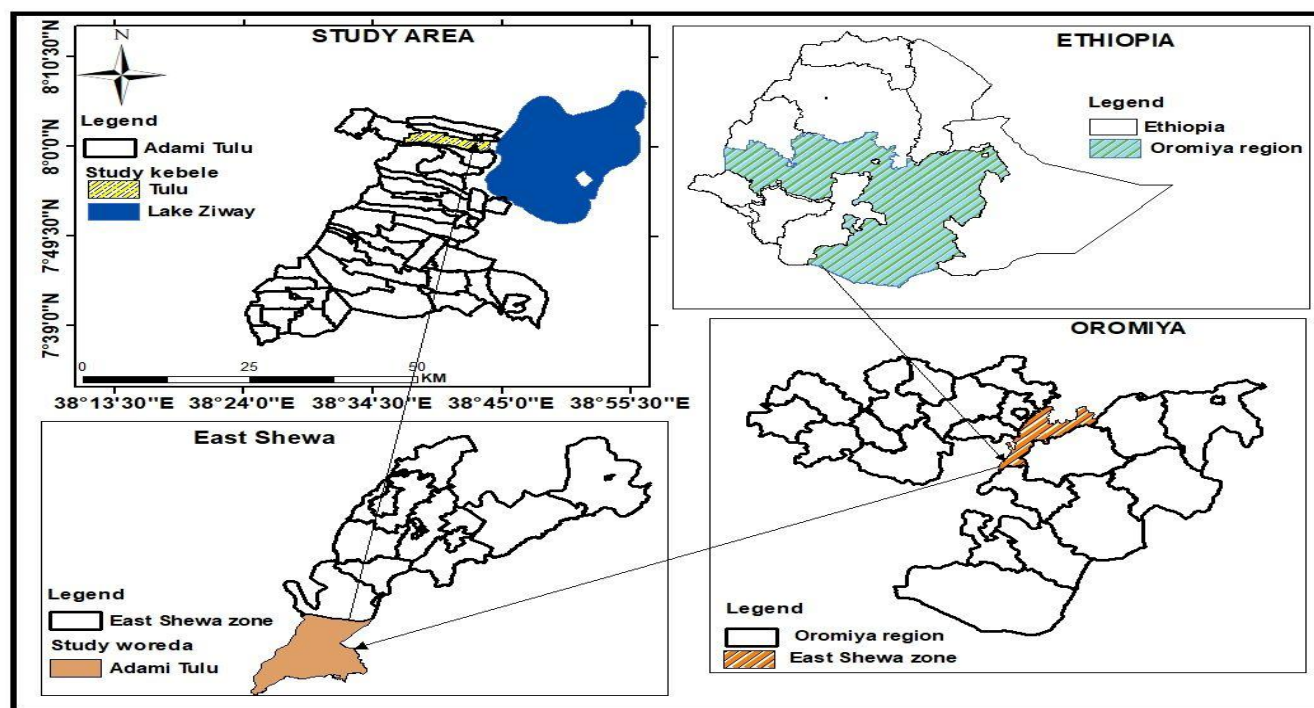 STUDY AREA
N
8°10'30"N
8°0'0"N
7°49'30"N
7°39'0"N
Legend
Adami Tulu
Study kebele
Tulu
Lake Ziway
0 25 50
KM
38°13'30"E 38°24'0"E 38°34'30"E 38°45'0"E 38°55'30"E
ETHIOPIA
Legend
Ethiopia
Oromiya region
East Shewa
Legend
East Shewa zone
Study woreda
Adami Tulu
OROMIYA
Legend
Oromiya region
East Shewa zone